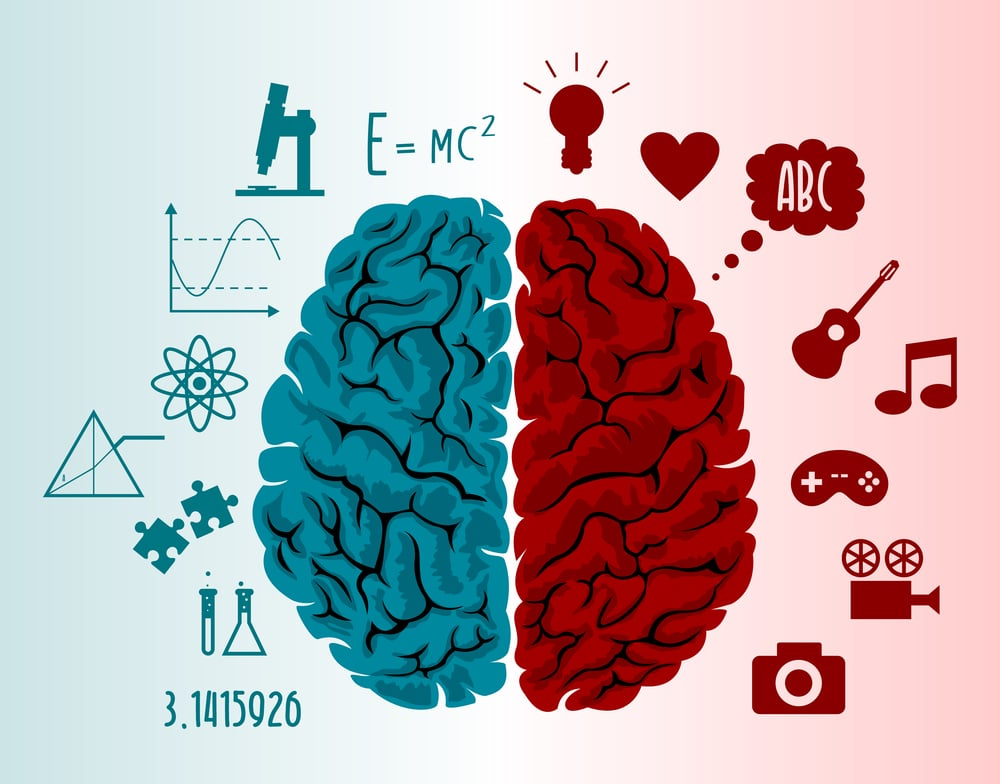 E = MC²
ABC
3.1415926